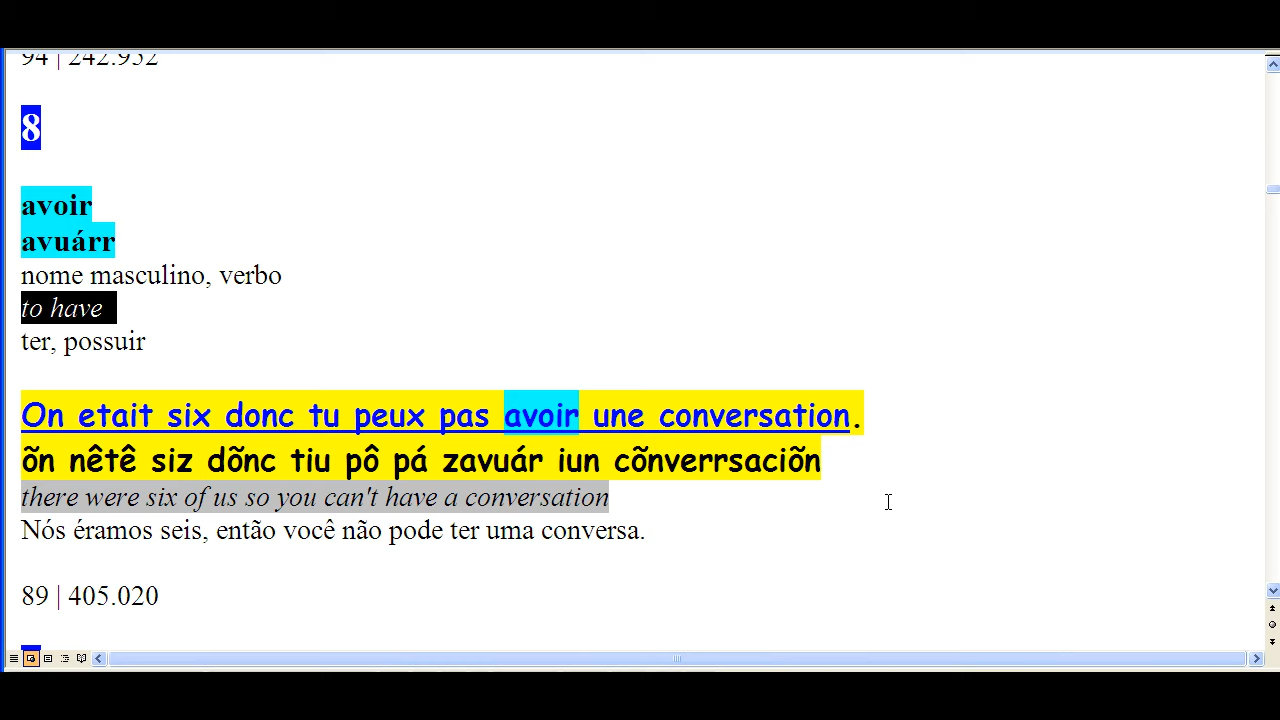 94 | 242.952
8
avoir
avuárr
nome masculino, verbo
to have
ter, possuir
On etait six donc tu peux pas avoir une conversation.
õn nêtê siz dõnc tiu pô pá zavuár iun cõnverrsaciõn
there were six of us so you can't have a conversation
Nós éramos seis, então você não pode ter uma conversa.
89 | 405.020